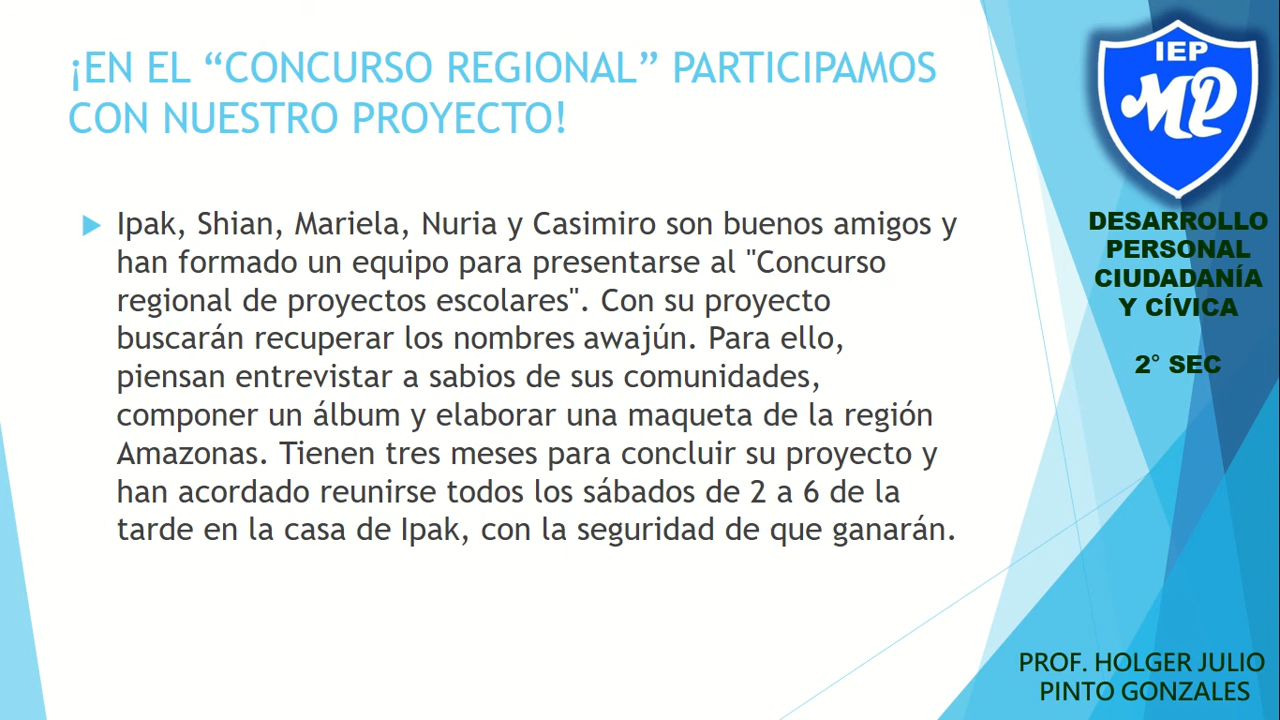 ¡EN EL “CONCURSO REGIONAL” PARTICIPAMOS
CON NUESTRO PROYECTO!
Ipak, Shian, Mariela, Nuria y Casimiro son buenos amigos y
han formado un equipo para presentarse al "Concurso
regional de proyectos escolares". Con su proyecto
buscarán recuperar los nombres awajún. Para ello,
piensan entrevistar a sabios de sus comunidades,
componer un álbum y elaborar una maqueta de la región
Amazonas. Tienen tres meses para concluir su proyecto y
han acordado reunirse todos los sábados de 2 a 6 de la
tarde en la casa de Ipak, con la seguridad de que ganarán.
IEP
MP
DESARROLLO
PERSONAL
CIUDADANÍA
Y CÍVICA
2° SEC
PROF. HOLGER JULIO
PINTO GONZALES